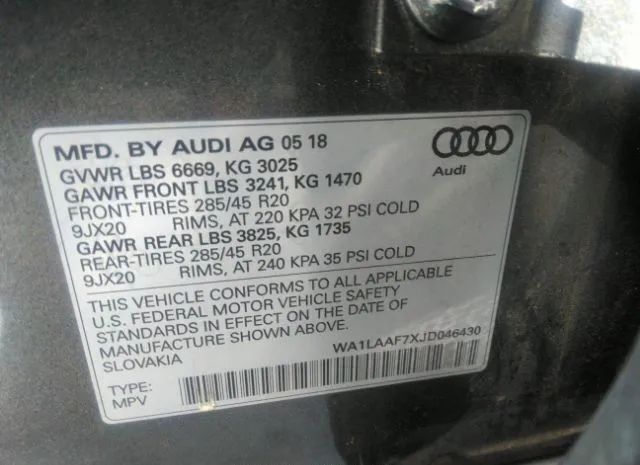 MFD. BY AUDI AG 05 18
GVWR LBS 6669, KG 3025
GAWR FRONT LBS 3241, KG 1470
FRONT-TIRES 285/45 R20
9JX20 RIMS, AT 220 KPA 32 PSI COLD
GAWR REAR LBS 3825, KG 1735
REAR-TIRES 285/45 R20
9JX20 RIMS, AT 240 KPA 35 PSI COLD
Audi
THIS VEHICLE CONFORMS TO ALL APPLICABLE
U.S. FEDERAL MOTOR VEHICLE SAFETY
STANDARDS IN EFFECT ON THE DATE OF
MANUFACTURE SHOWN ABOVE.
SLOVAKIA
WA1LAAF7XJD046430
TYPE:
MPV